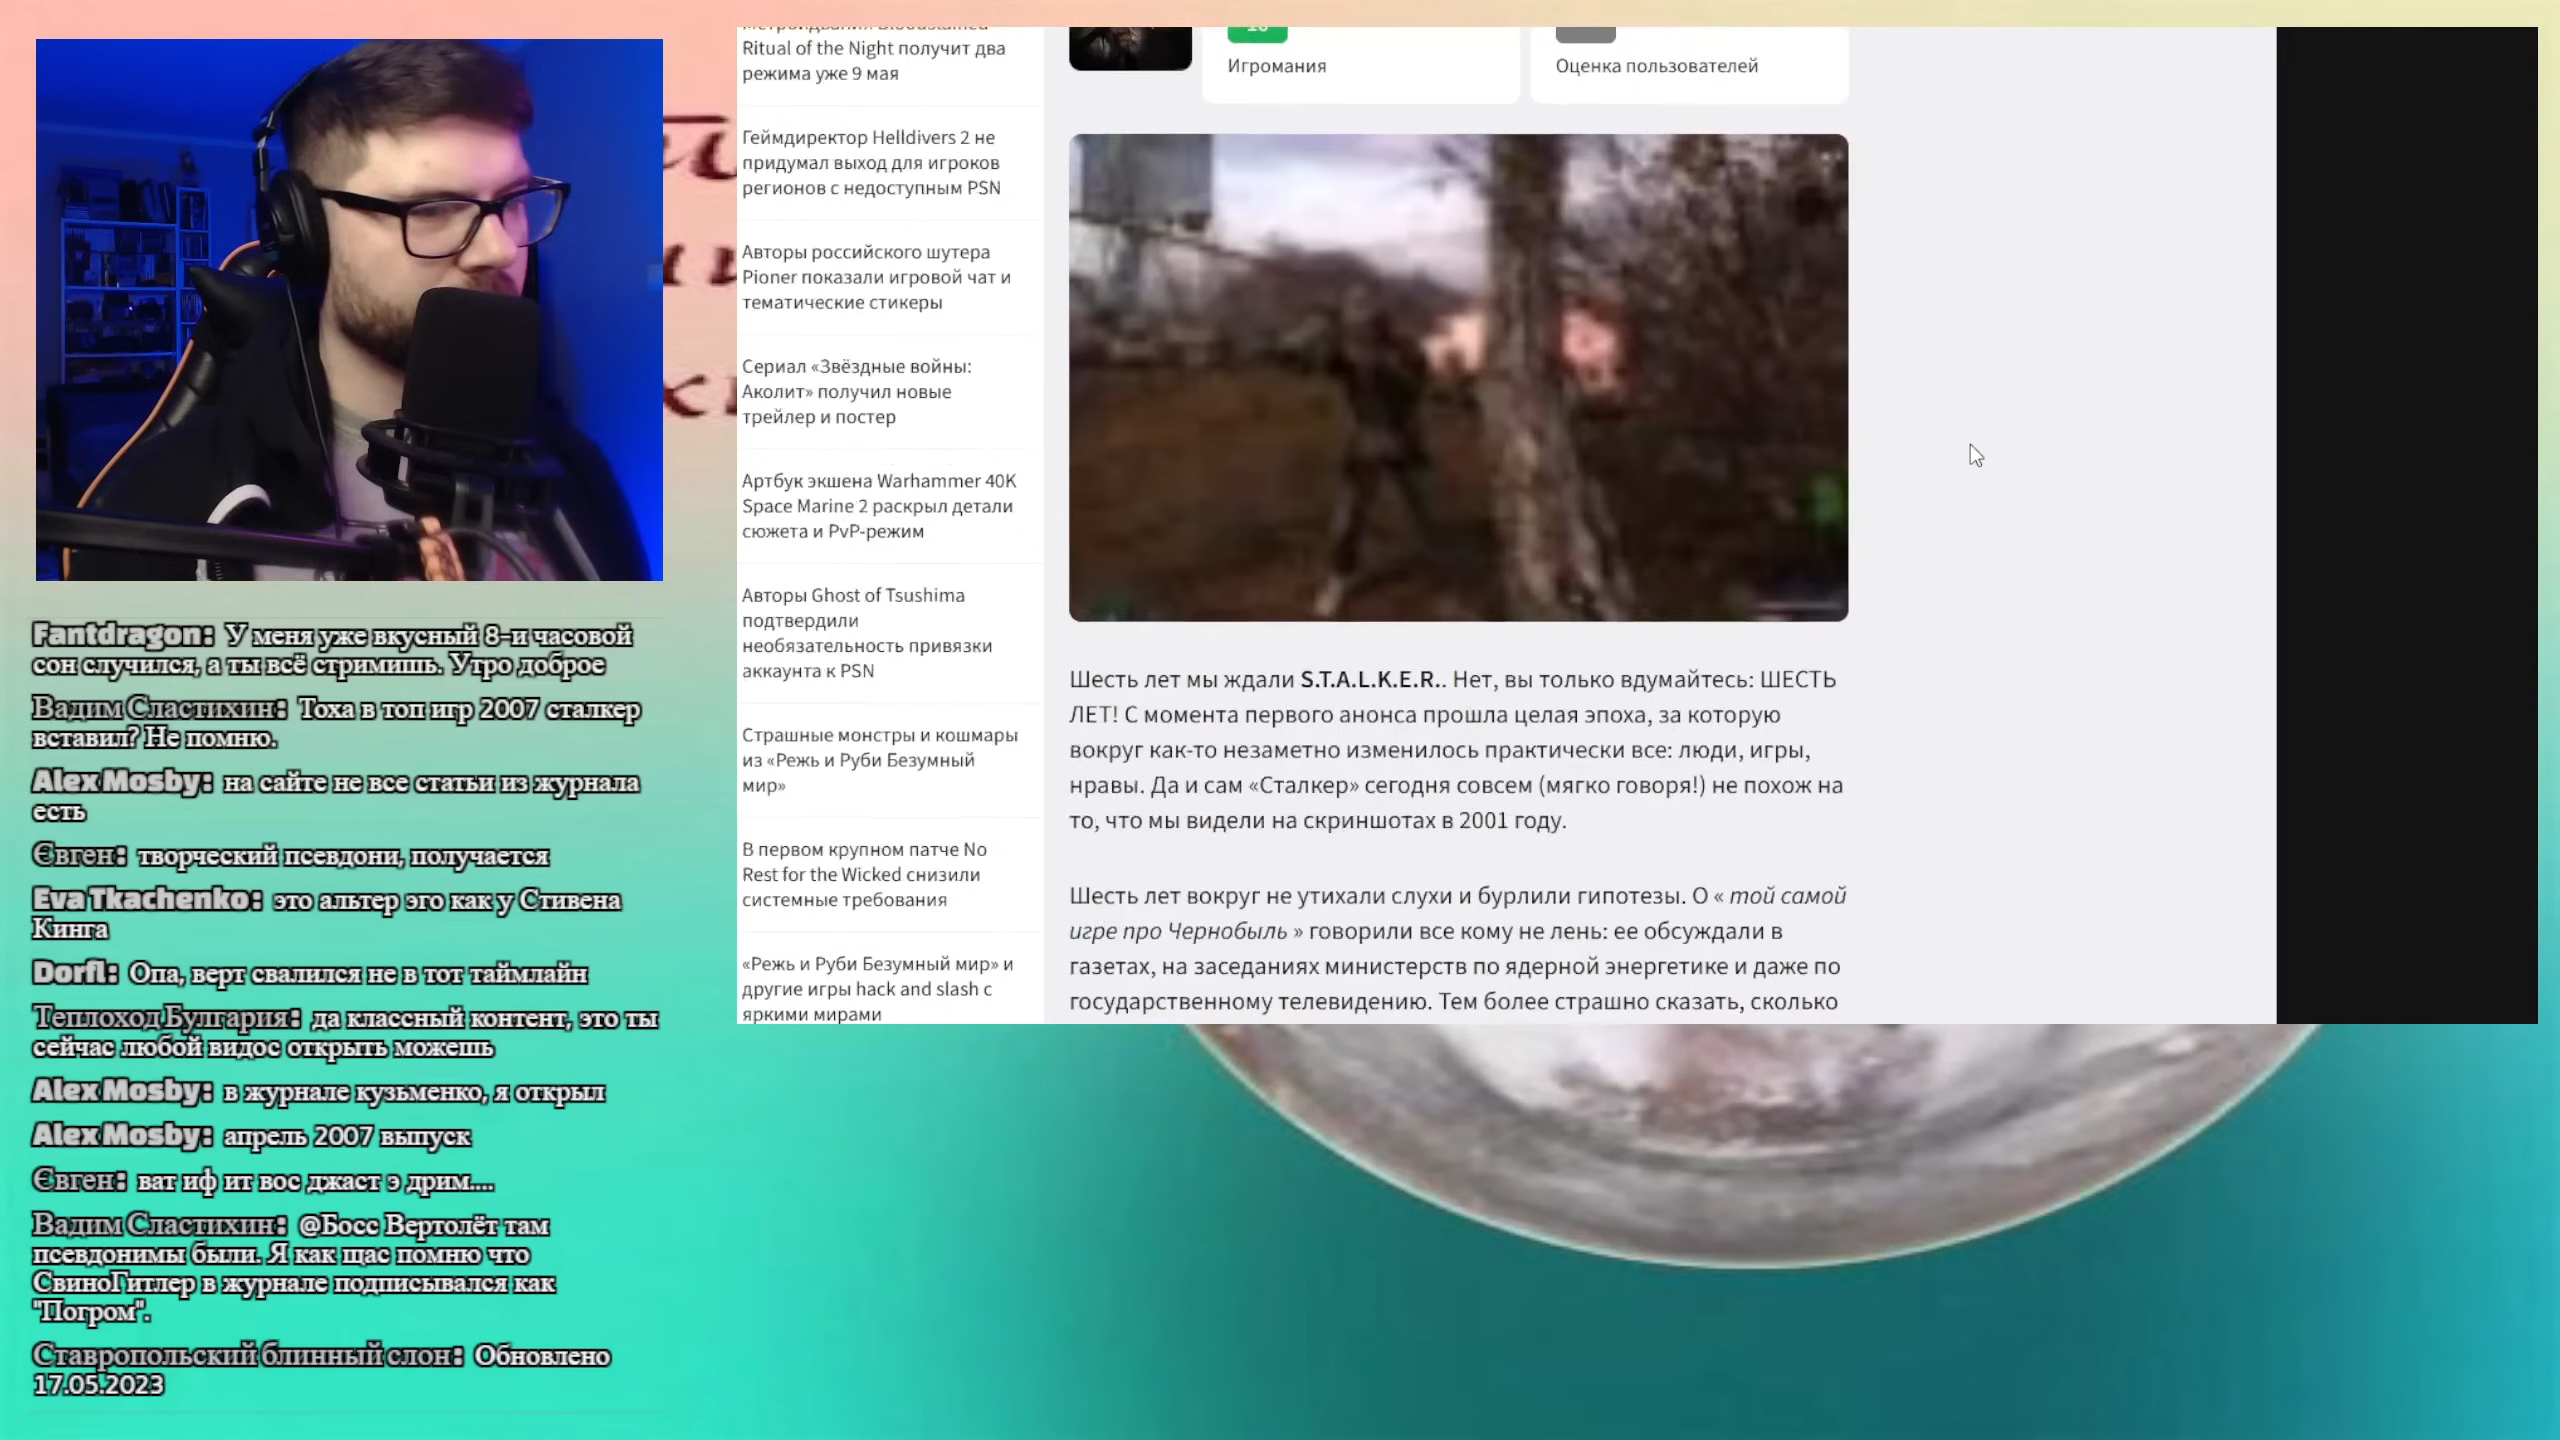 Fantdragon: У меня уже вкусный 8-и часовой
сон случился, а ты всё стримишь. Утро доброе
Вадим Сластихин: Тоха в топ игр 2007 сталкер
вставил? Не помню.
Alex Mosby: на сайте не все статьи из журнала
есть
Євген: творческий псевдони, получается
Eva Tkachenko: это альтер эго как у Стивена
Кинга
Dorfl: Опа, верт свалился не в тот таймлайн
Теплоход Булгария: да классный контент, это ты
сейчас любой видос открыть можешь
Alex Mosby: в журнале кузьменко, я открыл
Alex Mosby: апрель 2007 выпуск
Євген: ват иф ит вос джаст э дрим....
Вадим Сластихин: @Босс Вертолёт там
псевдонимы были. Я как щас помню что
СвиноГитлер в журнале подписывался как
"Погром".
Ставропольский блинный слон: Обновлено
17.05.2023
Ritual of the Night получит два
режима уже 9 мая
Геймдиректор Helldivers 2 не
придумал выход для игроков
регионов с недоступным PSN
Авторы российского шутера
Pioner показали игровой чат и
тематические стикеры
Сериал «Звёздные войны:
Аколит» получил новые
трейлер и постер
Артбук экшена Warhammer 40K
Space Marine 2 раскрыл детали
сюжета и PvP-режим
Авторы Ghost of Tsushima
подтвердили
необязательность привязки
аккаунта к PSN
Страшные монстры и кошмары
из «Режь и Руби Безумный
мир»
В первом крупном патче No
Rest for the Wicked снизили
системные требования
«Режь и Руби Безумный мир» и
другие игры hack and slash с
яркими мирами
Игромания
Оценка пользователей
Шесть лет мы ждали S.T.A.L.K.E.R.. Нет, вы только вдумайтесь: ШЕСТЬ
ЛЕТ! С момента первого анонса прошла целая эпоха, за которую
вокруг как-то незаметно изменилось практически все: люди, игры,
нравы. Да и сам «Сталкер» сегодня совсем (мягко говоря!) не похож на
то, что мы видели на скриншотах в 2001 году.
Шесть лет вокруг не утихали слухи и бурлили гипотезы. О « той самой
игре про Чернобыль » говорили все кому не лень: ее обсуждали в
газетах, на заседаниях министерств по ядерной энергетике и даже по
государственному телевидению. Тем более страшно сказать, сколько